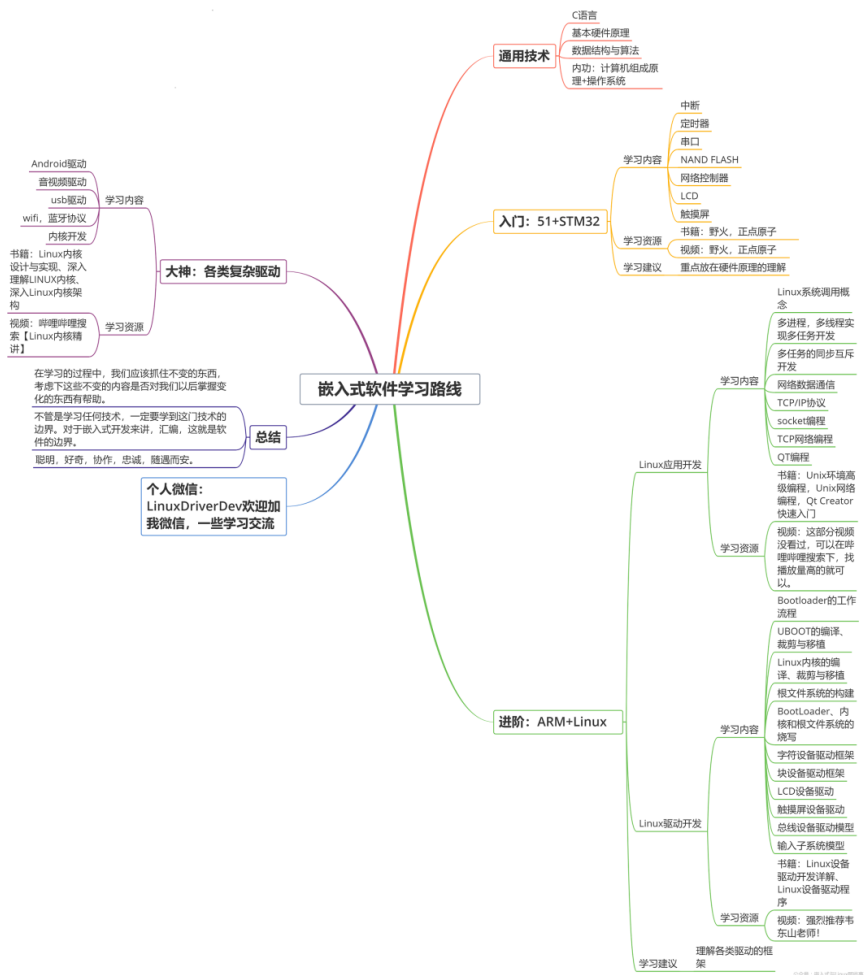 嵌入式软件学习路线
通用技术
C语言
基本硬件原理
数据结构与算法
内功：计算机组成原
理+操作系统
入门：51+STM32
学习内容
中断
定时器
串口
NAND FLASH
网络控制器
LCD
触摸屏
学习资源
书籍：野火，正点原子
视频：野火，正点原子
学习建议
重点放在硬件原理的理解
进阶：ARM+Linux
Linux应用开发
学习内容
Linux系统调用概
念
多进程，多线程实
现多任务开发
多任务的同步互斥
开发
网络数据通信
TCP/IP协议
socket编程
TCP网络编程
QT编程
学习资源
书籍：Unix环境高
级编程，Unix网络
编程，Qt Creator
快速入门
视频：这部分视频
没看过，可以在哔
哩哔哩搜索下，找
播放量高的就可
以。
Linux驱动开发
学习内容
Bootloader的工作
流程
UBOOT的编译、
裁剪与移植
Linux内核的编
译、裁剪与移植
根文件系统的构建
BootLoader、内
核和根文件系统的
烧写
字符设备驱动框架
块设备驱动框架
LCD设备驱动
触摸屏设备驱动
总线设备驱动模型
输入子系统模型
学习资源
书籍：Linux设备
驱动开发详解、
Linux设备驱动程
序
视频：强烈推荐韦
东山老师！
学习建议
理解各类驱动的框
架
大神：各类复杂驱动
学习内容
Android驱动
音视频驱动
usb驱动
wifi，蓝牙协议
内核开发
学习资源
书籍：Linux内核
设计与实现、深入
理解LINUX内核、
深入Linux内核架
构
视频：哔哩哔哩搜
索【Linux内核精
讲】
总结
在学习的过程中，我们应该抓住不变的东西，
考虑下这些不变的内容是否对我们以后掌握变
化的东西有帮助。
不管是学习任何技术，一定要学到这门技术的
边界。对于嵌入式开发来讲，汇编，这就是软
件的边界。
聪明，好奇，协作，忠诚，随遇而安。
个人微信：
LinuxDriverDev欢迎加
我微信，一些学习交流